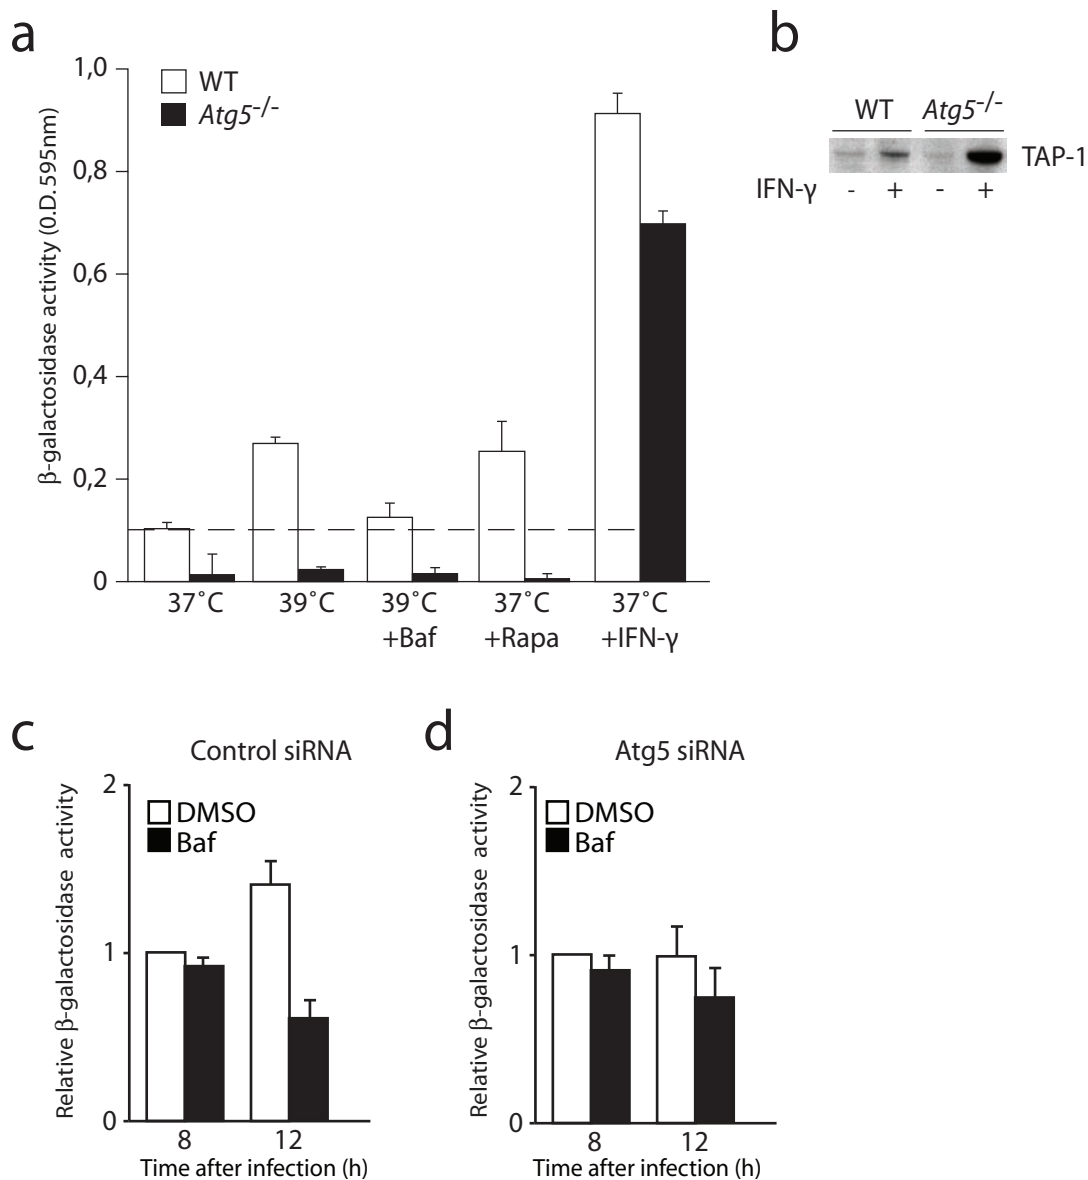 a
β-galactosidase activity (0.D. 595nm)
1,0
0,8
0,6
0,4
0,2
0
WT
Atg5-/-
37˚C
39˚C
39˚C
+Baf
37˚C
+Rapa
37˚C
+IFN-γ
b
WT Atg5-/-
TAP-1
IFN-γ - + - +
c
Control siRNA
Relative β-galactosidase activity
2
1
0
DMSO
Baf
8 12
Time after infection (h)
d
Atg5 siRNA
Relative β-galactosidase activity
2
1
0
DMSO
Baf
8 12
Time after infection (h)